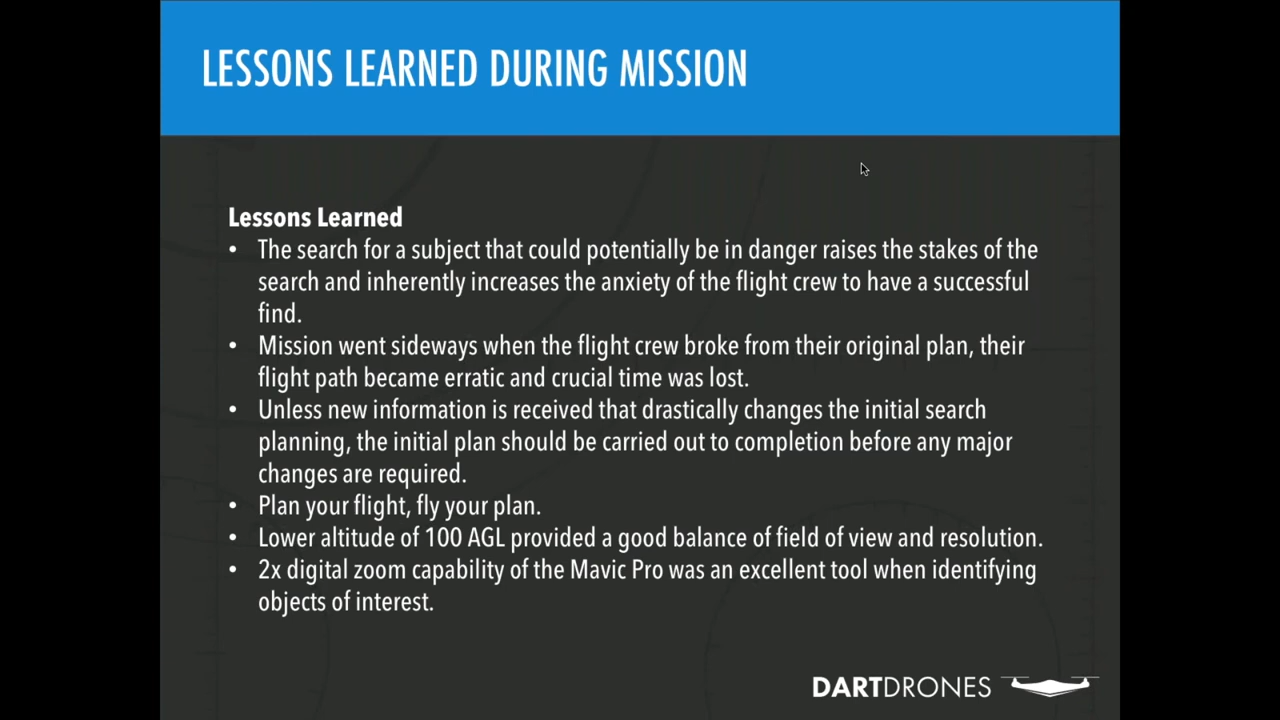 LESSONS LEARNED DURING MISSION
Lessons Learned
• The search for a subject that could potentially be in danger raises the stakes of the
search and inherently increases the anxiety of the flight crew to have a successful
find.
• Mission went sideways when the flight crew broke from their original plan, their
flight path became erratic and crucial time was lost.
• Unless new information is received that drastically changes the initial search
planning, the initial plan should be carried out to completion before any major
changes are required.
• Plan your flight, fly your plan.
• Lower altitude of 100 AGL provided a good balance of field of view and resolution.
• 2x digital zoom capability of the Mavic Pro was an excellent tool when identifying
objects of interest.
DARTDRONES